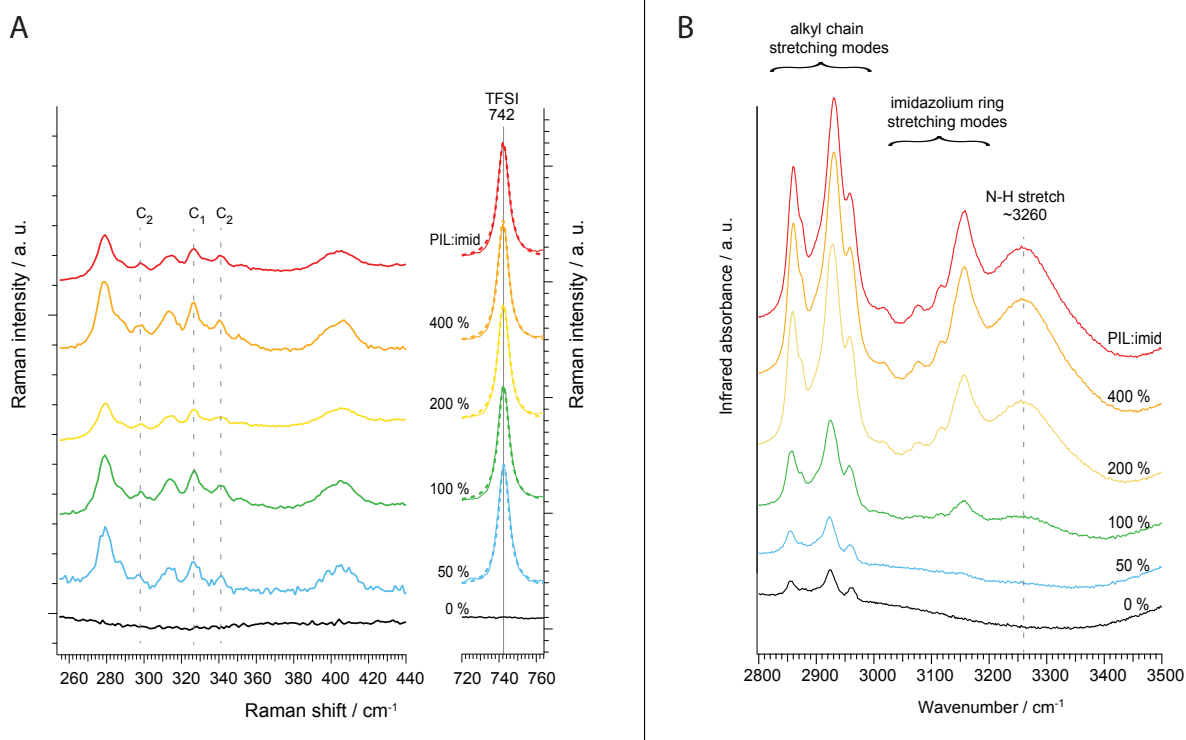 A
TFSI
742
C2
C1
C2
PIL:imid
400 %
200 %
100 %
50 %
0 %
Raman intensity / a. u.
Raman intensity / a. u.
260 280 300 320 340 360 380 400 420 440
720 740 760
Raman shift / cm-1
B
alkyl chain
stretching modes
imidazolium ring
stretching modes
N-H stretch
~3260
PIL:imid
400 %
200 %
100 %
50 %
0 %
Infrared absorbance / a. u.
2800 2900 3000 3100 3200 3300 3400 3500
Wavenumber / cm-1